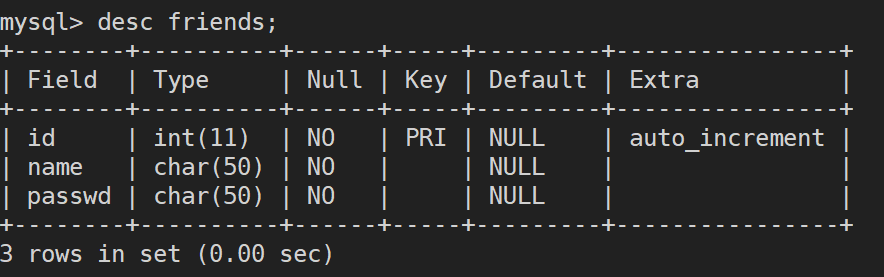 mysql> desc friends;
+--------+----------+------+-----+---------+----------------+
| Field  | Type     | Null | Key | Default | Extra          |
+--------+----------+------+-----+---------+----------------+
| id     | int(11)  | NO   | PRI | NULL    | auto_increment |
| name   | char(50) | NO   |     | NULL    |                |
| passwd | char(50) | NO   |     | NULL    |                |
+--------+----------+------+-----+---------+----------------+
3 rows in set (0.00 sec)